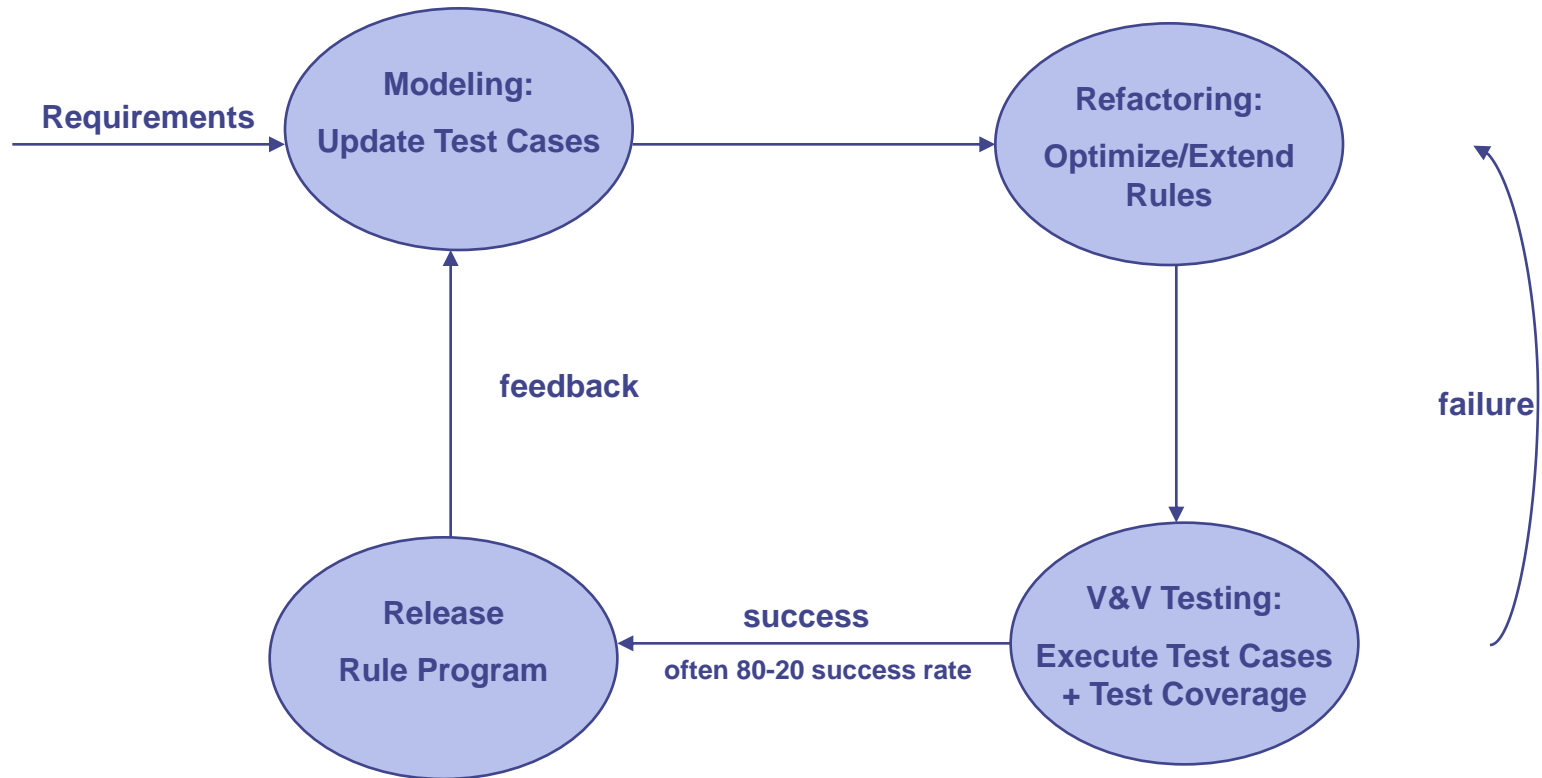 Requirements
Modeling:
Update Test Cases
Refactoring:
Optimize/Extend
Rules
feedback
failure
Release
Rule Program
success
often 80-20 success rate
V&V Testing:
Execute Test Cases
+ Test Coverage